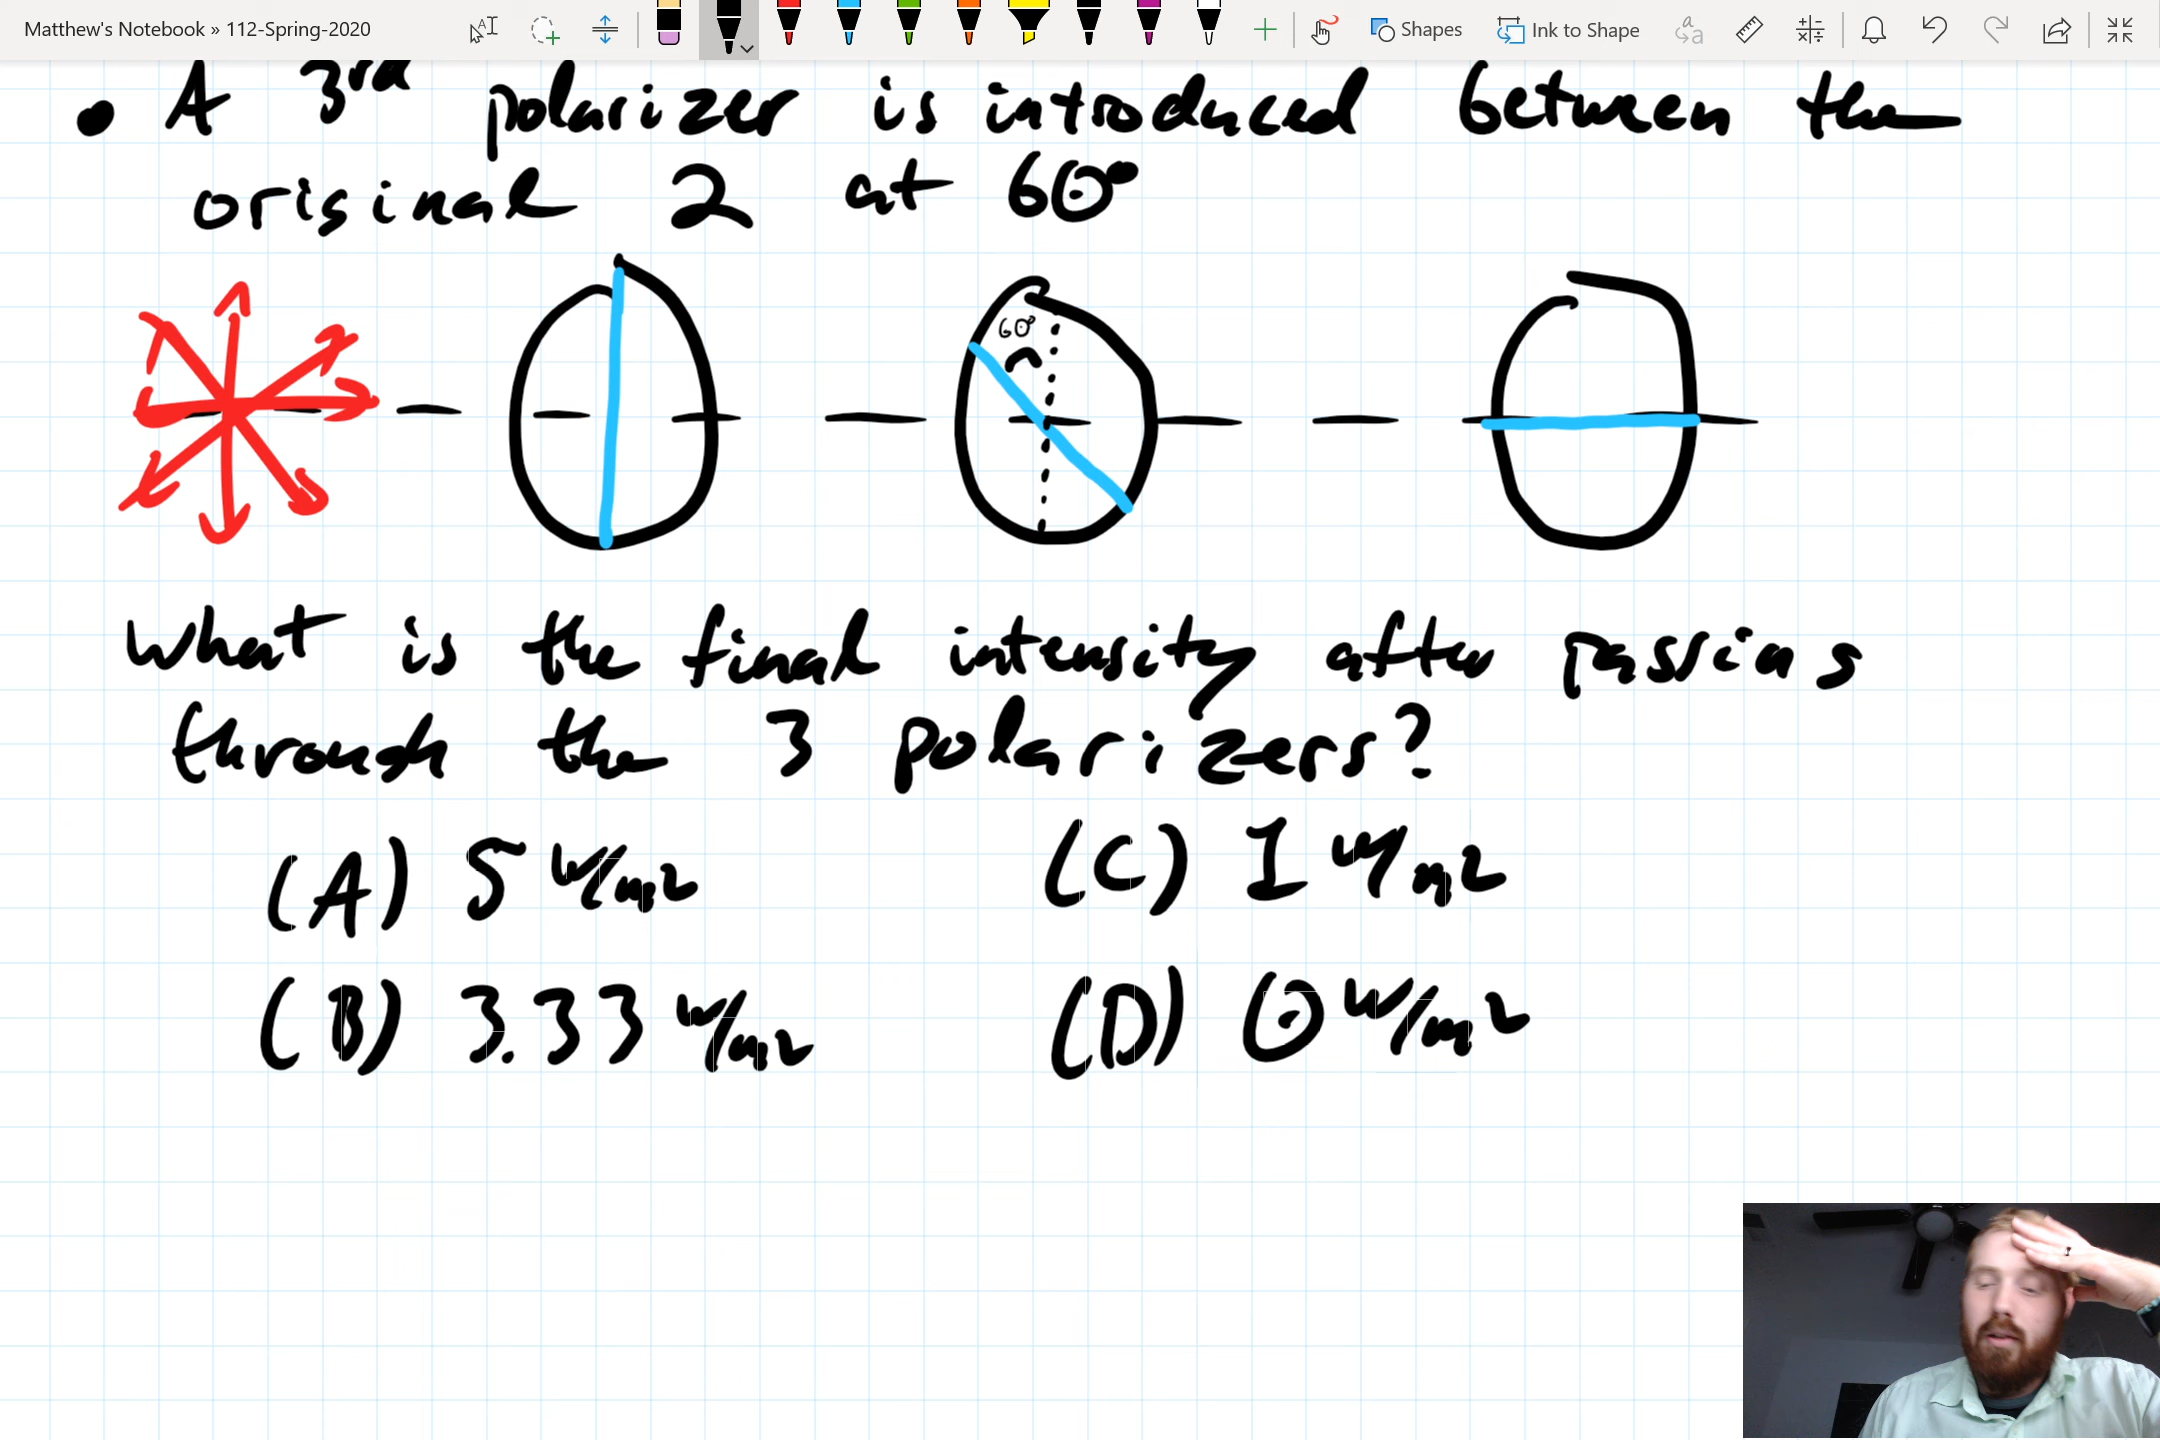 Matthew's Notebook » 112-Spring-2020
Shapes
Ink to Shape
• A 3rd polarizer is introduced between the
original 2 at 60°
60°
What is the final intensity after passing
through the 3 polarizers?
(A) 5 W/m2
(C) 1 W/m2
(B) 3.33 W/m2
(D) 0 W/m2